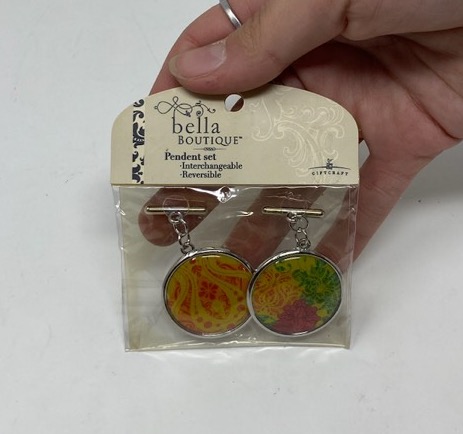 bella
BOUTIQUE™
Pendent set
·Interchangeable
·Reversible
GIFTCRAFT